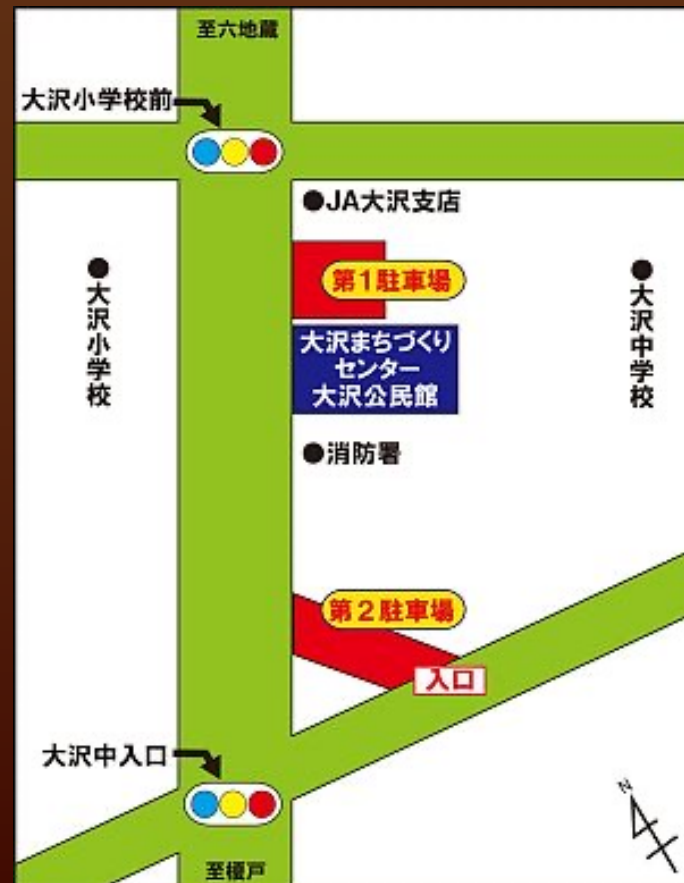 至六地蔵
大沢小学校前
●JA大沢支店
第1駐車場
●大沢小学校
●大沢中学校
大沢まちづくり
センター
大沢公民館
●消防署
第2駐車場
入口
大沢中入口
至榎戸
N